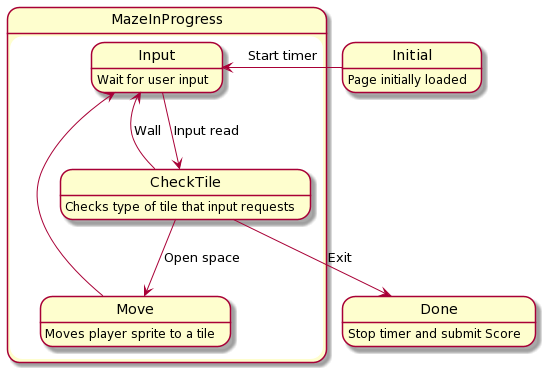 MazeInProgress
Input
Wait for user input
Start timer
Initial
Page initially loaded
Wall
Input read
CheckTile
Checks type of tile that input requests
Open space
Exit
Move
Moves player sprite to a tile
Done
Stop timer and submit Score